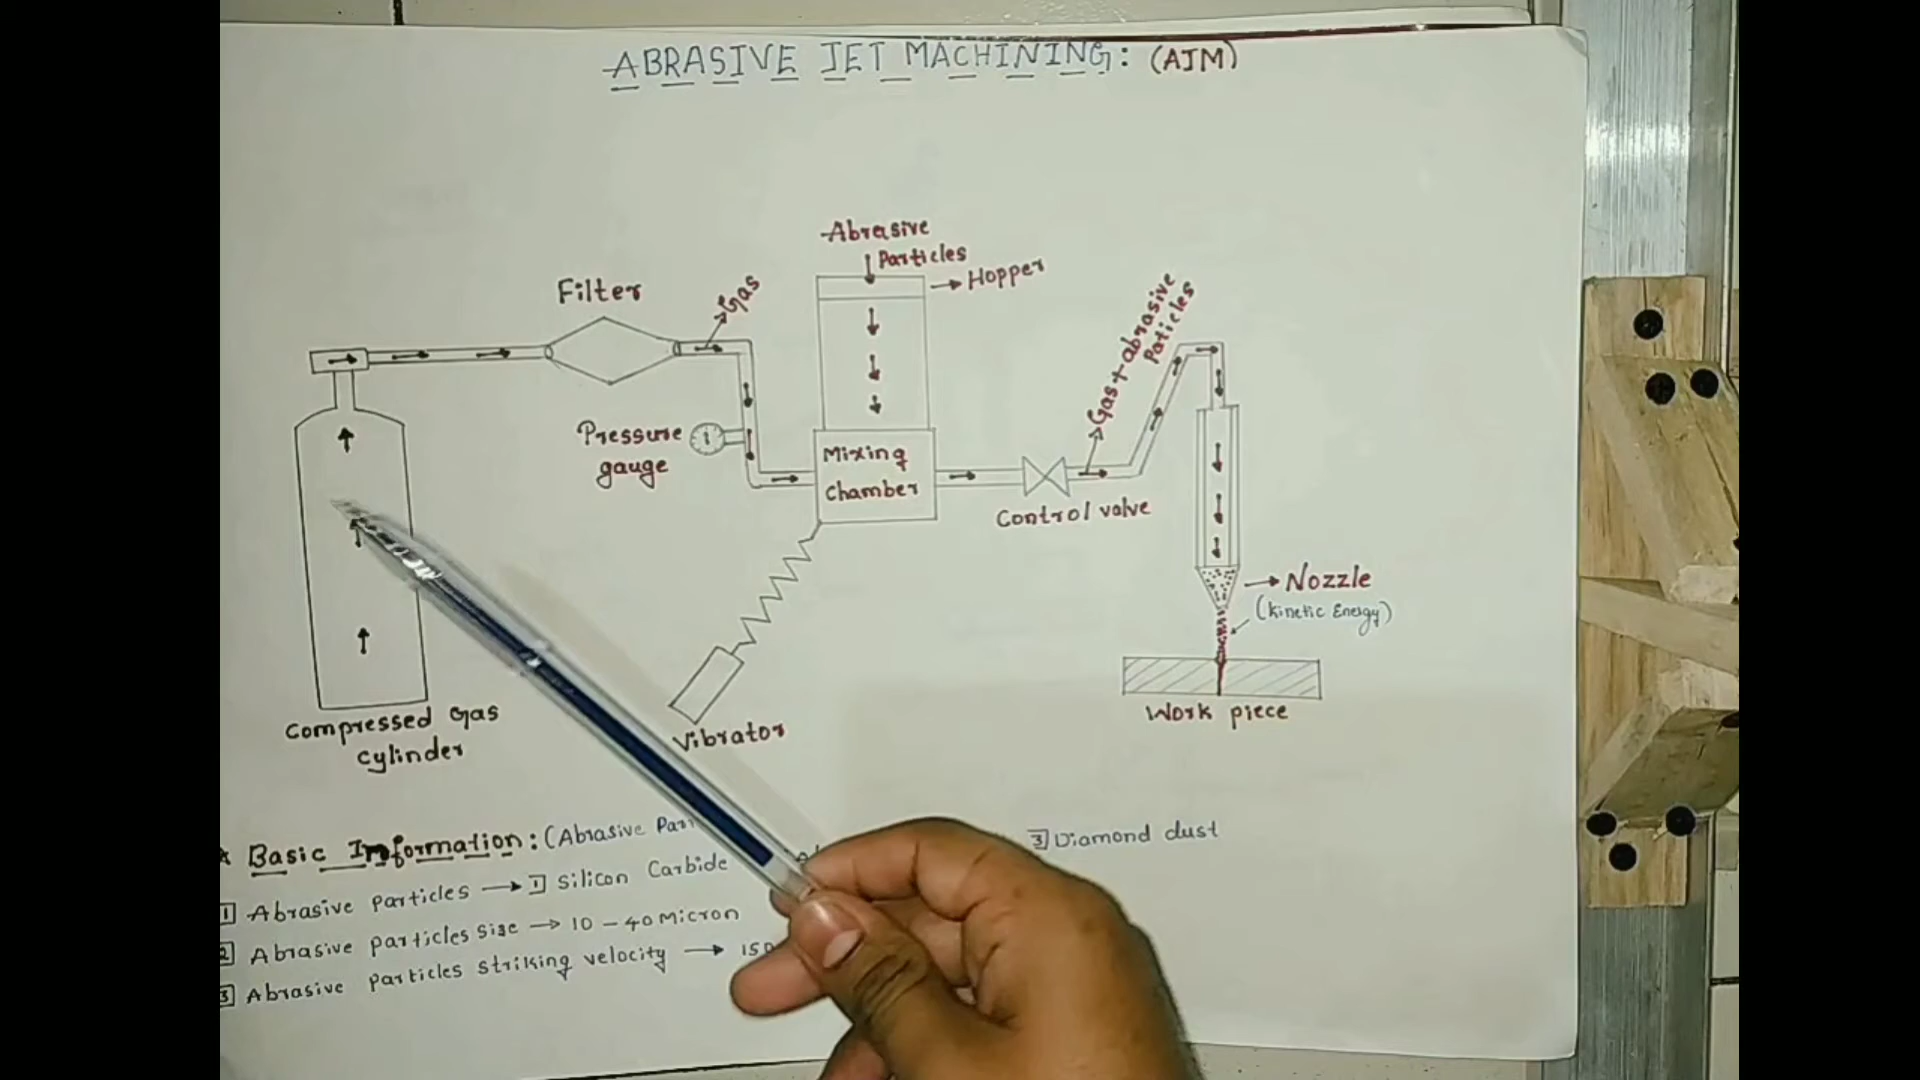 ABRASIVE JET MACHINING: (AJM)
Abrasive
Particles
Hopper
Filter
Gas
Gas + abrasive
Paticles
Pressure
gauge
Mixing
chamber
Control valve
Nozzle
(Kinetic Energy)
Work piece
Vibrator
Compressed Gas
cylinder
Basic Information: (Abrasive
1 Abrasive particles → 1 Silicon Carbide 3 Diamond dust
2 Abrasive particles size → 10 - 40 Micron
3 Abrasive particles striking velocity →